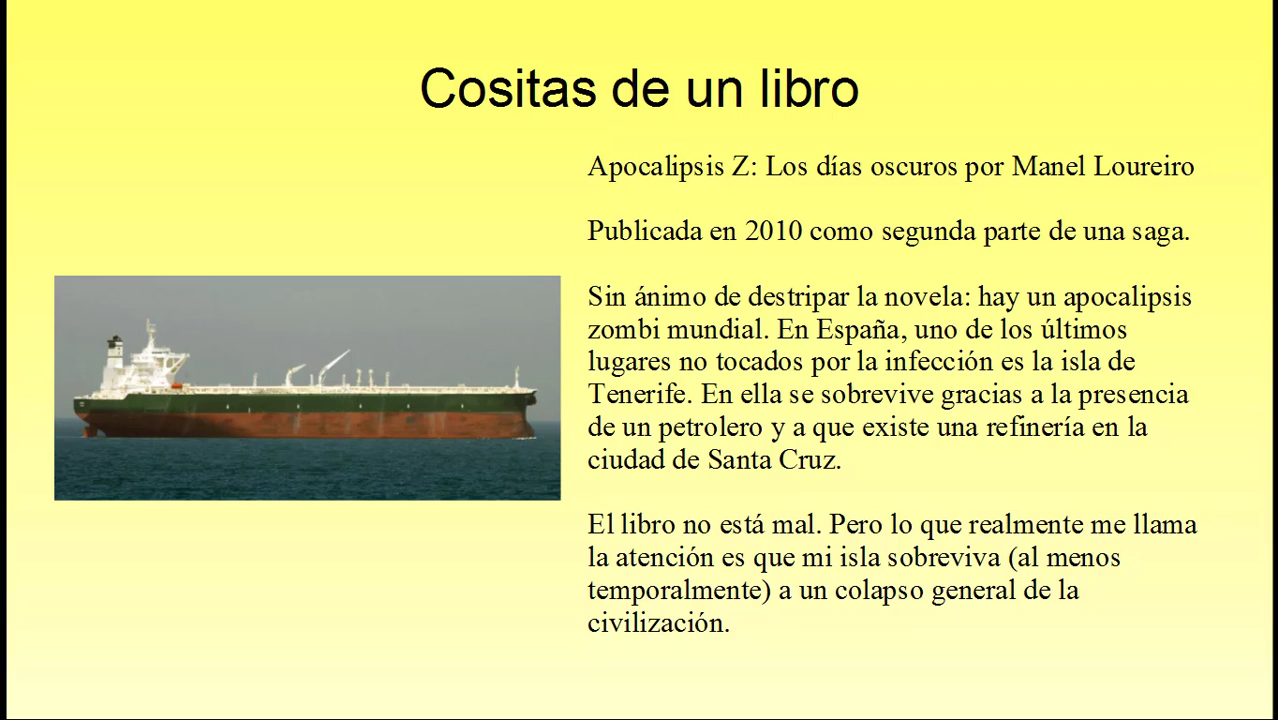 Cositas de un libro
Apocalipsis Z: Los días oscuros por Manel Loureiro
Publicada en 2010 como segunda parte de una saga.
Sin ánimo de destripar la novela: hay un apocalipsis
zombi mundial. En España, uno de los últimos
lugares no tocados por la infección es la isla de
Tenerife. En ella se sobrevive gracias a la presencia
de un petrolero y a que existe una refinería en la
ciudad de Santa Cruz.
El libro no está mal. Pero lo que realmente me llama
la atención es que mi isla sobreviva (al menos
temporalmente) a un colapso general de la
civilización.